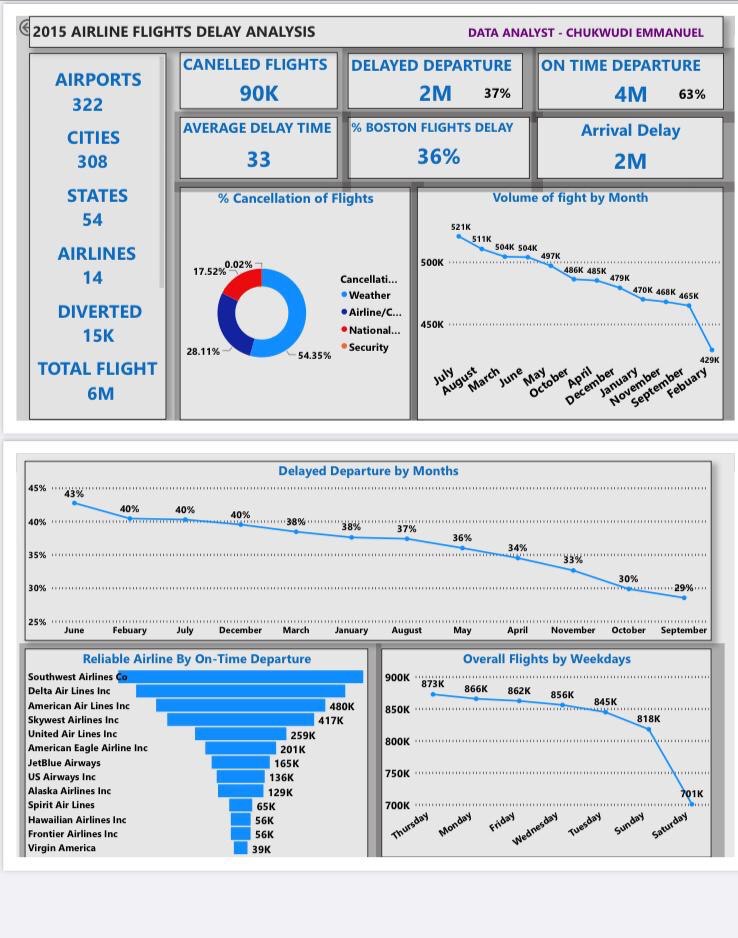 2015 AIRLINE FLIGHTS DELAY ANALYSIS
DATA ANALYST - CHUKWUDI EMMANUEL
AIRPORTS
322
CITIES
308
STATES
54
AIRLINES
14
DIVERTED
15K
TOTAL FLIGHT
6M
CANELLED FLIGHTS
90K
DELAYED DEPARTURE
2M 37%
ON TIME DEPARTURE
4M 63%
AVERAGE DELAY TIME
33
% BOSTON FLIGHTS DELAY
36%
Arrival Delay
2M
% Cancellation of Flights
0.02%
17.52%
28.11%
54.35%
Cancellati...
Weather
Airline/C...
National...
Security
Volume of fight by Month
500K
450K
521K
511K
504K
504K
497K
486K
485K
479K
470K
468K
465K
429K
July
August
March
June
May
October
April
December
January
November
September
Febuary
Delayed Departure by Months
45%
40%
35%
30%
25%
43%
40%
40%
40%
38%
38%
37%
36%
34%
33%
30%
29%
June
Febuary
July
December
March
January
August
May
April
November
October
September
Reliable Airline By On-Time Departure
Southwest Airlines Co
Delta Air Lines Inc
American Air Lines Inc 480K
Skywest Airlines Inc 417K
United Air Lines Inc 259K
American Eagle Airline Inc 201K
JetBlue Airways 165K
US Airways Inc 136K
Alaska Airlines Inc 129K
Spirit Air Lines 65K
Hawailian Airlines Inc 56K
Frontier Airlines Inc 56K
Virgin America 39K
Overall Flights by Weekdays
900K
850K
800K
750K
700K
873K
866K
862K
856K
845K
818K
701K
Thursday
Monday
Friday
Wednesday
Tuesday
Sunday
Saturday